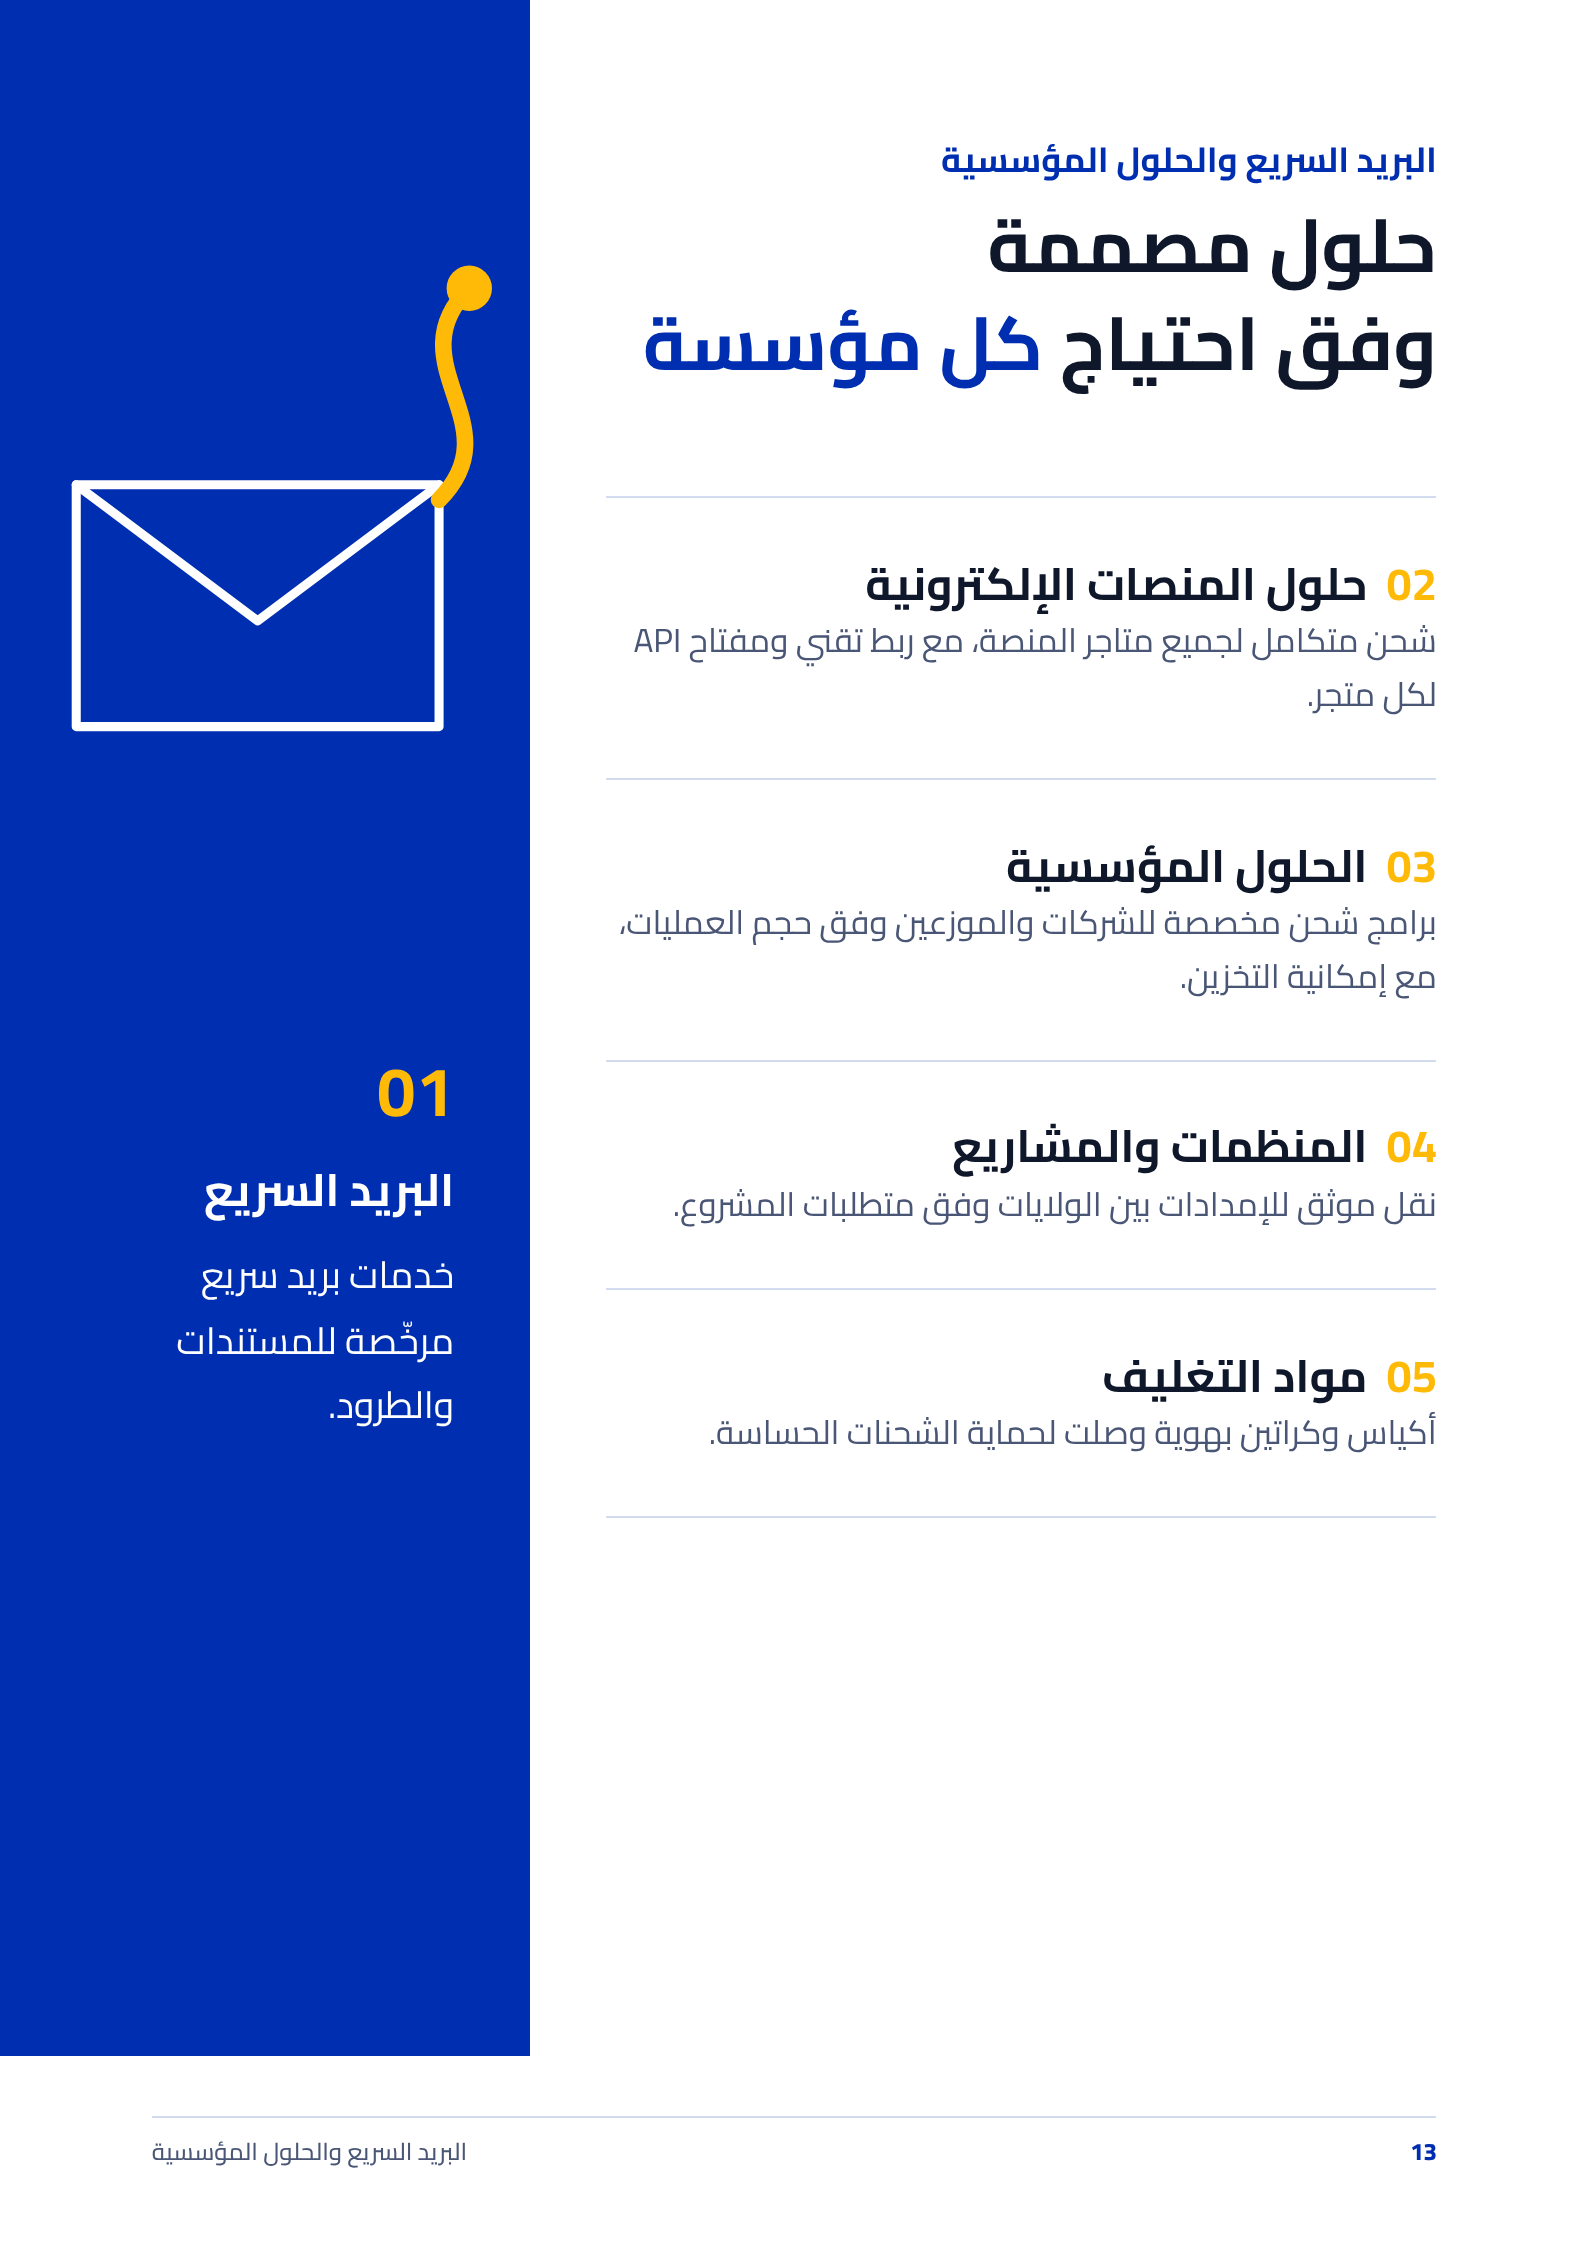 البريد السريع والحلول المؤسسية
حلول مصممة
وفق احتياج كل مؤسسة
02 حلول المنصات الإلكترونية
شحن متكامل لجميع متاجر المنصة، مع ربط تقني ومفتاح API
لكل متجر.
03 الحلول المؤسسية
برامج شحن مخصصة للشركات والموزعين وفق حجم العمليات،
مع إمكانية التخزين.
04 المنظمات والمشاريع
نقل موثق للإمدادات بين الولايات وفق متطلبات المشروع.
05 مواد التغليف
أكياس وكراتين بهوية وصلت لحماية الشحنات الحساسة.
01
البريد السريع
خدمات بريد سريع
مرخّصة للمستندات
والطرود.
13
البريد السريع والحلول المؤسسية